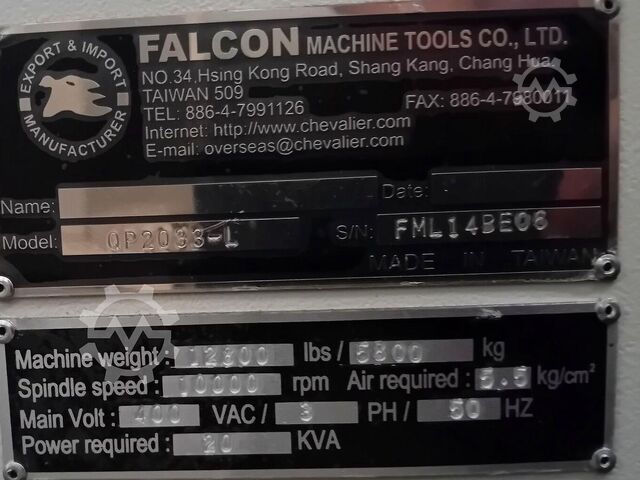 EXPORT & IMPORT
MANUFACTURER
FALCON MACHINE TOOLS CO., LTD.
NO.34,Hsing Kong Road, Shang Kang, Chang Hua,
TAIWAN 509
TEL: 886-4-7991126 FAX: 886-4-7980011
Internet: http://www.chevalier.com
E-mail: overseas@chevalier.com
Name: Date:
Model: QP2033-L S/N: FML14BE06
MADE IN TAIWAN
Machine weight : 12800 lbs / 5800 kg
Spindle speed : 10000 rpm Air required : 5.5 kg/cm²
Main Volt : 400 VAC / 3 PH / 50 HZ
Power required : 20 KVA